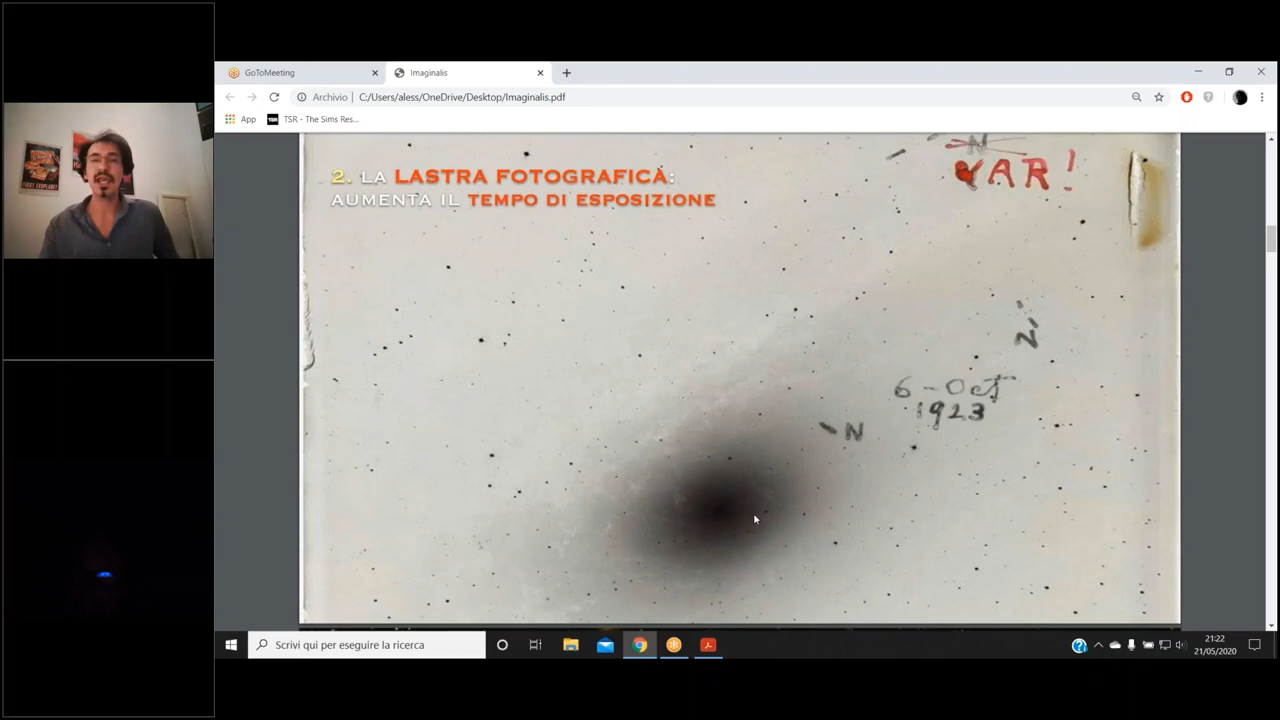 GoToMeeting
Imaginalis
Archivio
C:/Users/aless/OneDrive/Desktop/Imaginalis.pdf
App
TSR - The Sims Res...
2. LA LASTRA FOTOGRAFICA:
AUMENTA IL TEMPO DI ESPOSIZIONE
N
VAR!
N
6-Oct
1923
N
FIRST EXOPLANET
Scrivi qui per eseguire la ricerca
21:22
21/05/2020